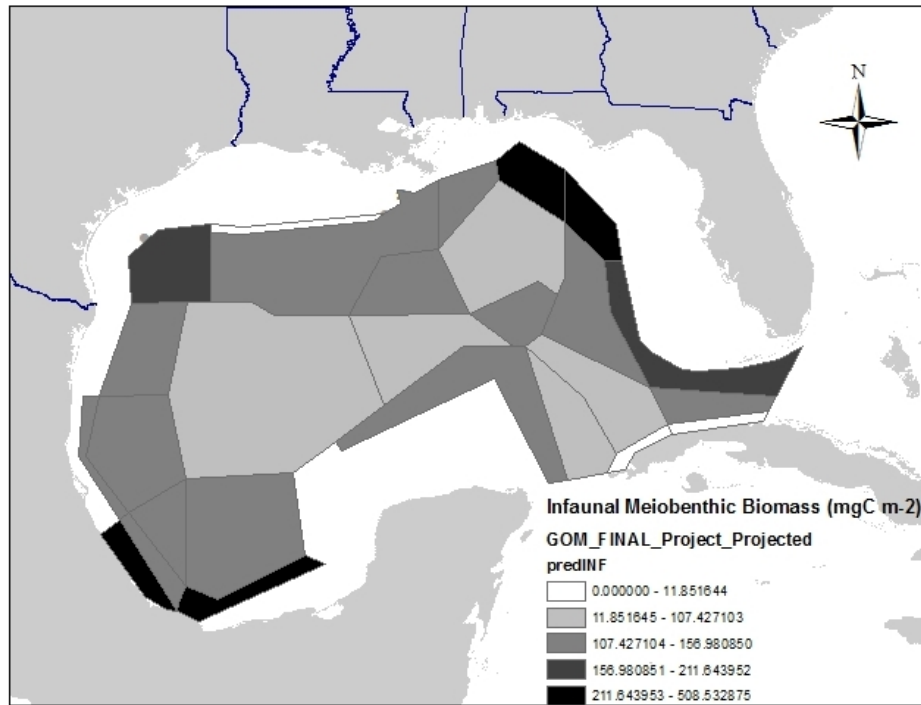 N
Infaunal Meiobenthic Biomass (mgC m-2)
GOM_FINAL_Project_Projected
predINF
0.000000 - 11.851644
11.851645 - 107.427103
107.427104 - 156.980850
156.980851 - 211.643952
211.643953 - 508.532875